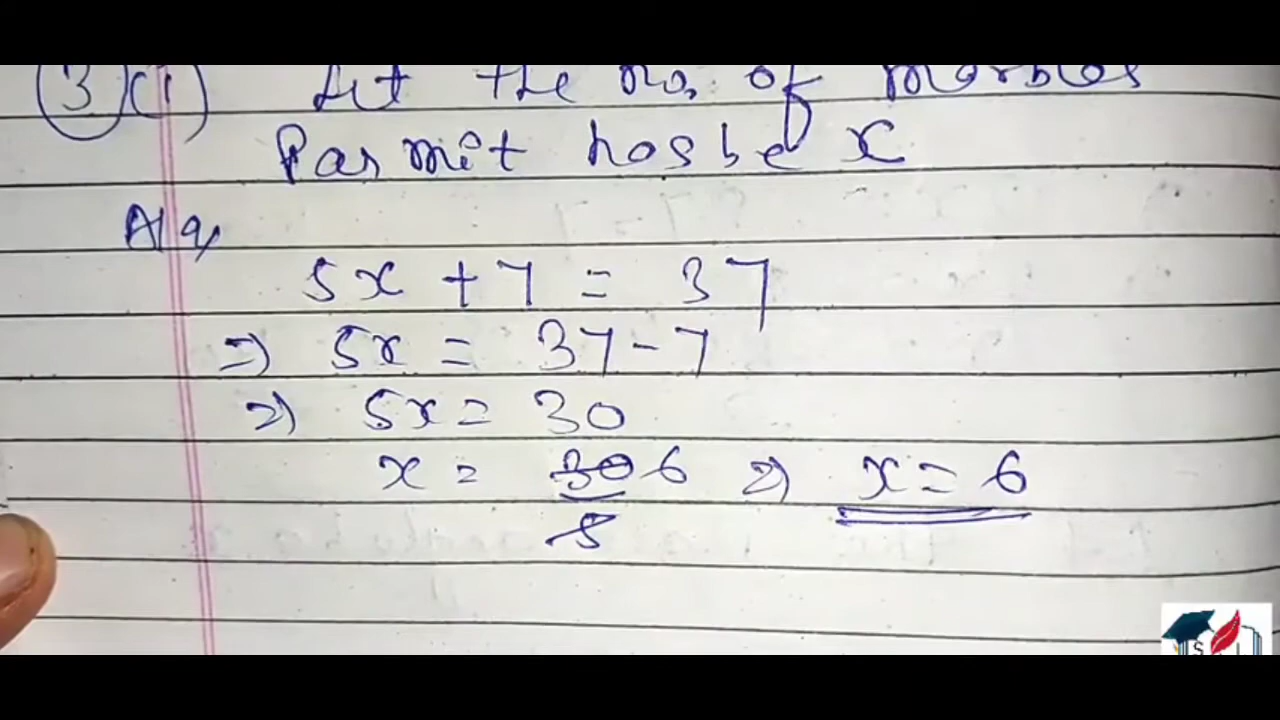 3 (i) Let the no. of marbles
Parmit has be x
A/q,
5x + 7 = 37
=) 5x = 37 - 7
=) 5x = 30
x = 30/5 6 =) x = 6
S L